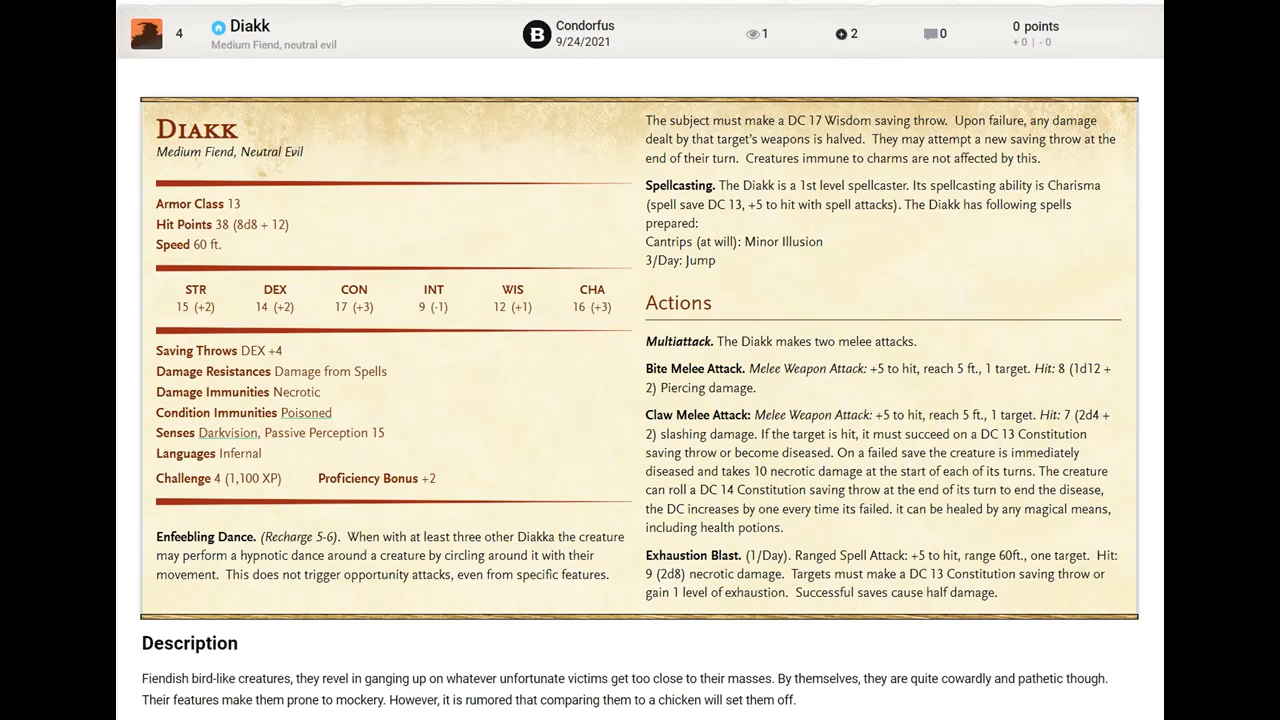 4
Diakk
Medium Fiend, neutral evil
B
Condorfus
9/24/2021
1
2
0
0 points
+ 0 | - 0
DIAKK
Medium Fiend, Neutral Evil
Armor Class 13
Hit Points 38 (8d8 + 12)
Speed 60 ft.
STR DEX CON INT WIS CHA
15 (+2) 14 (+2) 17 (+3) 9 (-1) 12 (+1) 16 (+3)
Saving Throws DEX +4
Damage Resistances Damage from Spells
Damage Immunities Necrotic
Condition Immunities Poisoned
Senses Darkvision, Passive Perception 15
Languages Infernal
Challenge 4 (1,100 XP) Proficiency Bonus +2
Enfeebling Dance. (Recharge 5-6). When with at least three other Diakka the creature
may perform a hypnotic dance around a creature by circling around it with their
movement. This does not trigger opportunity attacks, even from specific features.
The subject must make a DC 17 Wisdom saving throw. Upon failure, any damage
dealt by that target's weapons is halved. They may attempt a new saving throw at the
end of their turn. Creatures immune to charms are not affected by this.
Spellcasting. The Diakk is a 1st level spellcaster. Its spellcasting ability is Charisma
(spell save DC 13, +5 to hit with spell attacks). The Diakk has following spells
prepared:
Cantrips (at will): Minor Illusion
3/Day: Jump
Actions
Multiattack. The Diakk makes two melee attacks.
Bite Melee Attack. Melee Weapon Attack: +5 to hit, reach 5 ft., 1 target. Hit: 8 (1d12 +
2) Piercing damage.
Claw Melee Attack: Melee Weapon Attack: +5 to hit, reach 5 ft., 1 target. Hit: 7 (2d4 +
2) slashing damage. If the target is hit, it must succeed on a DC 13 Constitution
saving throw or become diseased. On a failed save the creature is immediately
diseased and takes 10 necrotic damage at the start of each of its turns. The creature
can roll a DC 14 Constitution saving throw at the end of its turn to end the disease,
the DC increases by one every time its failed. it can be healed by any magical means,
including health potions.
Exhaustion Blast. (1/Day). Ranged Spell Attack: +5 to hit, range 60ft., one target. Hit:
9 (2d8) necrotic damage. Targets must make a DC 13 Constitution saving throw or
gain 1 level of exhaustion. Successful saves cause half damage.
Description
Fiendish bird-like creatures, they revel in ganging up on whatever unfortunate victims get too close to their masses. By themselves, they are quite cowardly and pathetic though.
Their features make them prone to mockery. However, it is rumored that comparing them to a chicken will set them off.